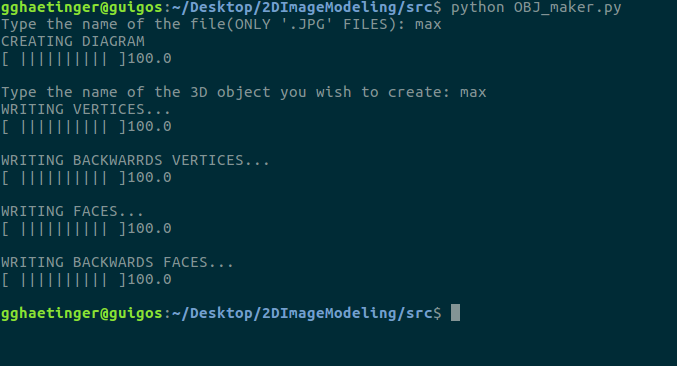 gghaetinger@guigos:~/Desktop/2DImageModeling/src$ python OBJ_maker.py
Type the name of the file(ONLY '.JPG' FILES): max
CREATING DIAGRAM
[ |||||||||| ]100.0
Type the name of the 3D object you wish to create: max
WRITING VERTICES...
[ |||||||||| ]100.0
WRITING BACKWARRDS VERTICES...
[ |||||||||| ]100.0
WRITING FACES...
[ |||||||||| ]100.0
WRITING BACKWARDS FACES...
[ |||||||||| ]100.0
gghaetinger@guigos:~/Desktop/2DImageModeling/src$